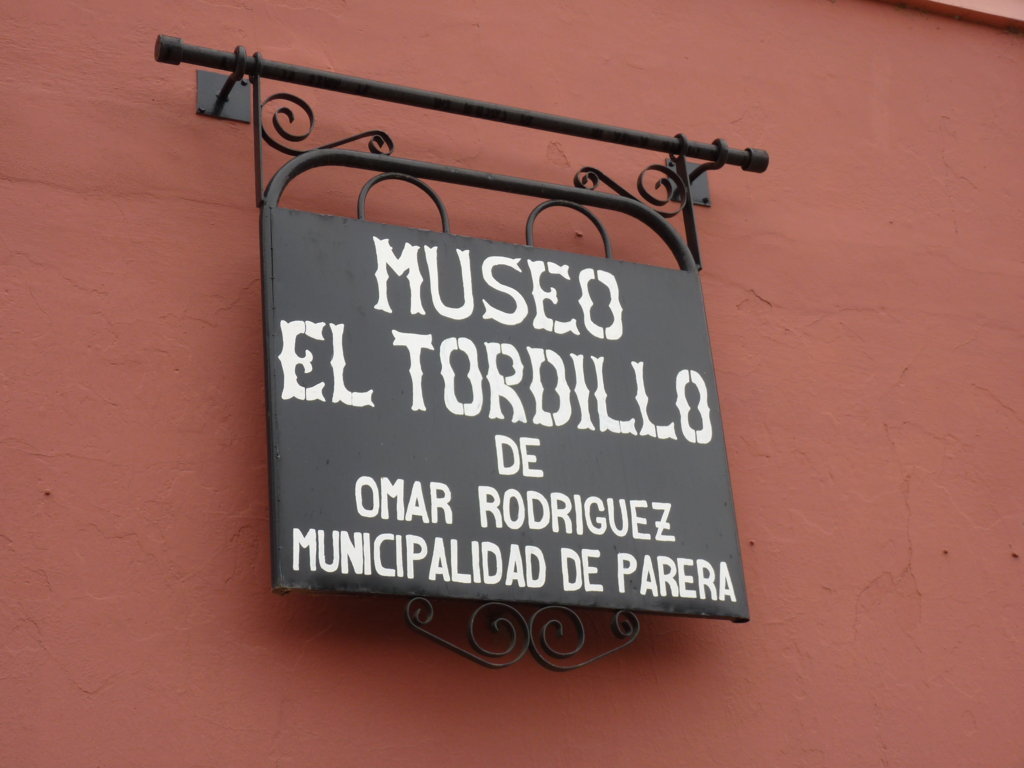 MUSEO
EL TORDILLO
DE
OMAR RODRIGUEZ
MUNICIPALIDAD DE PARERA